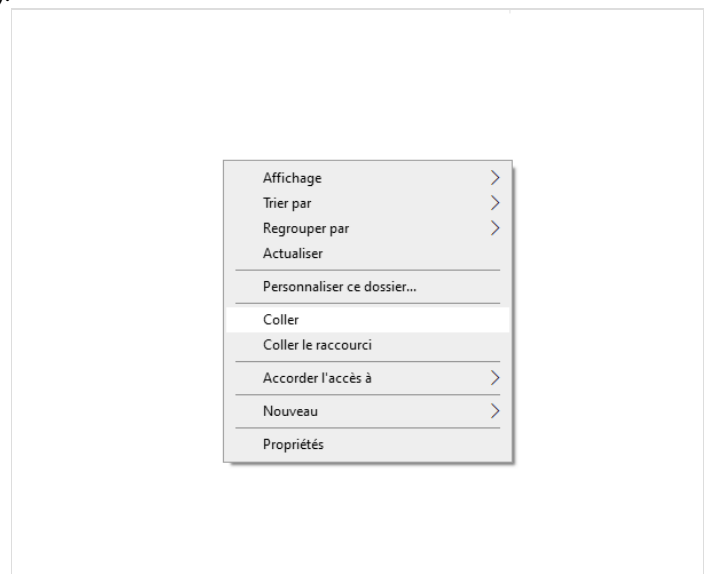 Affichage
Trier par
Regrouper par
Actualiser
Personnaliser ce dossier...
Coller
Coller le raccourci
Accorder l'accès à
Nouveau
Propriétés